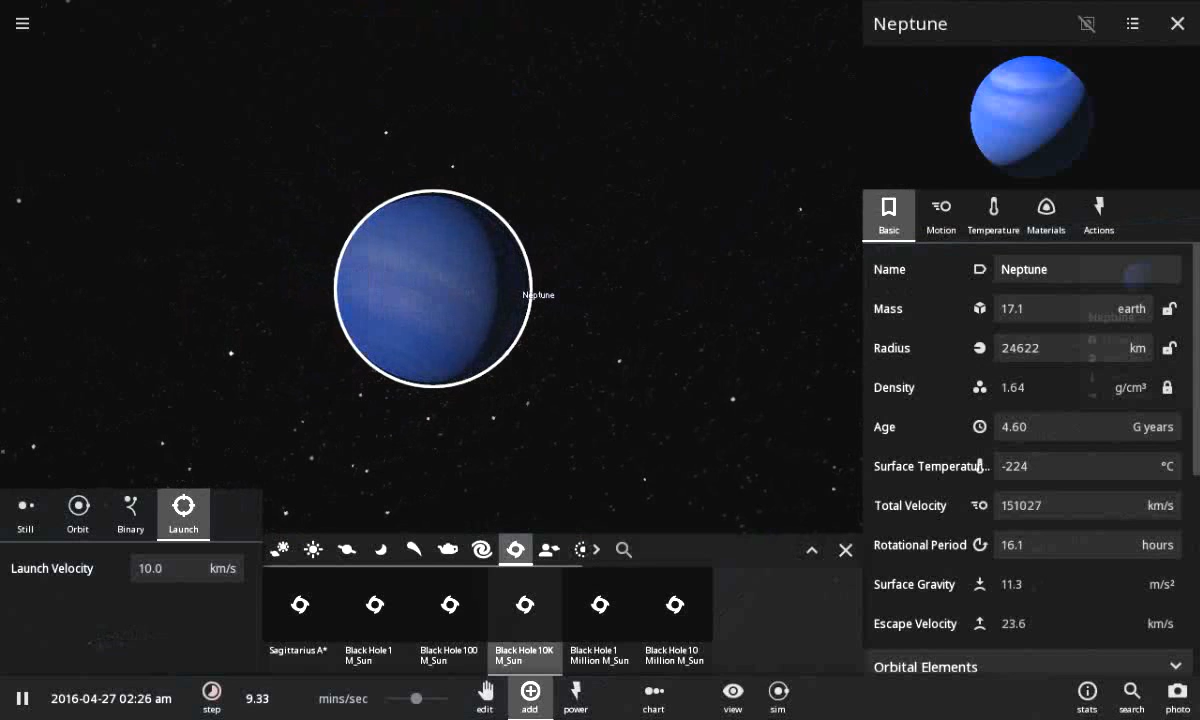 Neptune
Neptune
Basic
Motion
Temperature
Materials
Actions
Name
Neptune
Mass
17.1
earth
Radius
24622
km
Density
1.64
g/cm³
Age
4.60
G years
Surface Temperatu...
-224
°C
Total Velocity
151027
km/s
Rotational Period
16.1
hours
Surface Gravity
11.3
m/s²
Escape Velocity
23.6
km/s
Orbital Elements
Still
Orbit
Binary
Launch
Launch Velocity
10.0
km/s
Sagittarius A*
Black Hole 1
M_Sun
Black Hole 100
M_Sun
Black Hole 10K
M_Sun
Black Hole 1
Million M_Sun
Black Hole 10
Million M_Sun
2016-04-27 02:26 am
step
9.33
mins/sec
edit
add
power
chart
view
sim
stats
search
photo